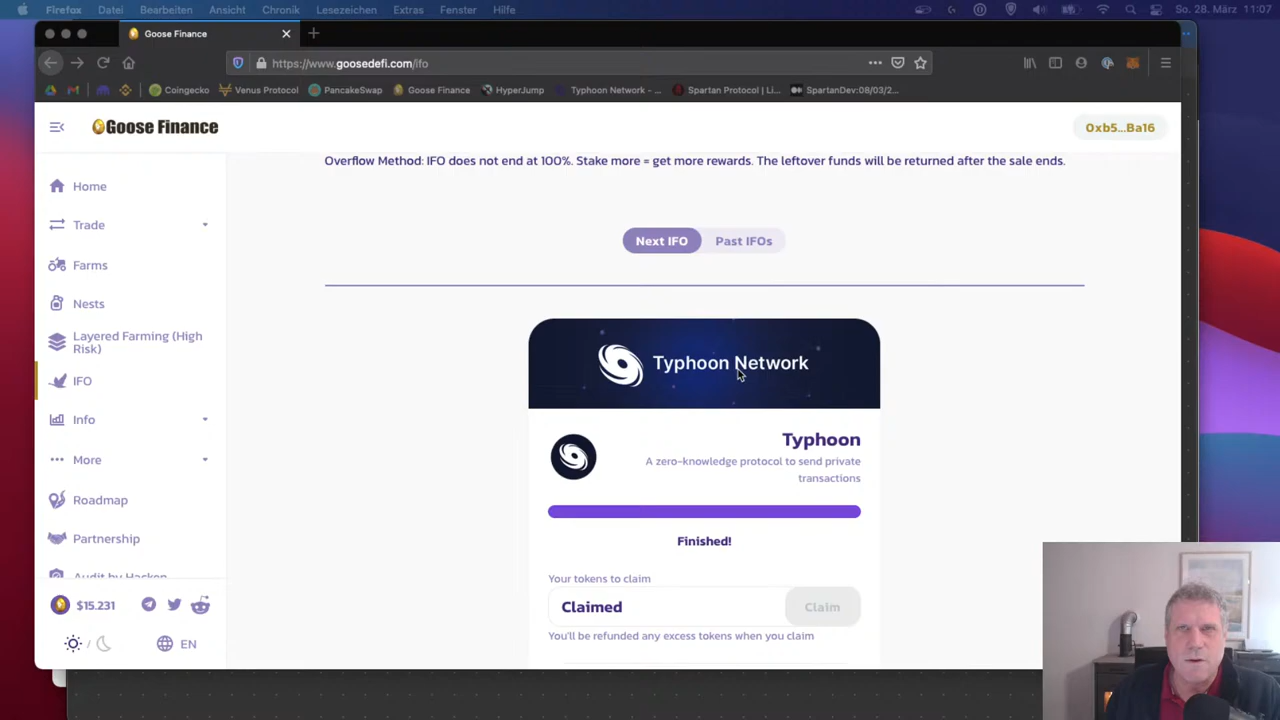 Firefox Datei Bearbeiten Ansicht Chronik Lesezeichen Extras Fenster Hilfe So. 28. März 11:07
Goose Finance
https://www.goosedefi.com/ifo
Coingecko Venus Protocol PancakeSwap Goose Finance HyperJump Typhoon Network - ... Spartan Protocol | Li... SpartanDev:08/03/2...
Goose Finance 0xb5...Ba16
Overflow Method: IFO does not end at 100%. Stake more = get more rewards. The leftover funds will be returned after the sale ends.
Home
Trade
Farms
Nests
Layered Farming (High
Risk)
IFO
Info
More
Roadmap
Partnership
Audit by Hacken
$15.231
EN
Next IFO Past IFOs
Typhoon Network
Typhoon
A zero-knowledge protocol to send private
transactions
Finished!
Your tokens to claim
Claimed Claim
You'll be refunded any excess tokens when you claim